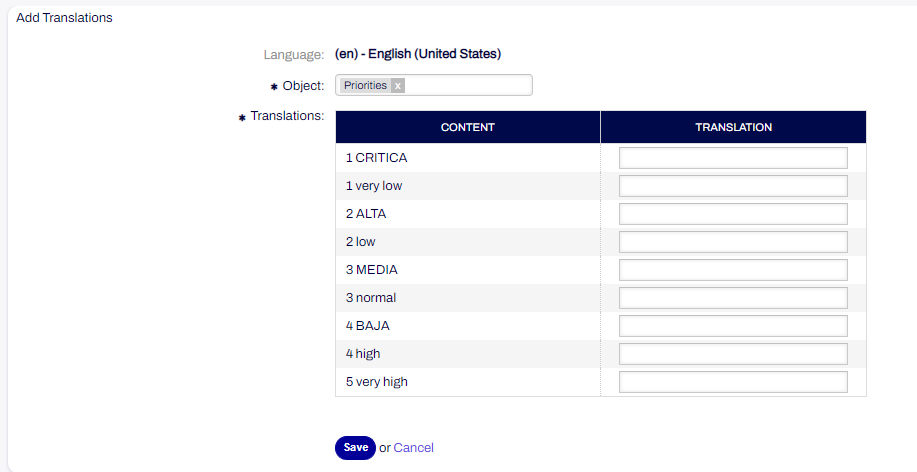 Add Translations
Language: (en) - English (United States)
✱ Object: Priorities x
✱ Translations:
CONTENT TRANSLATION
1 CRITICA
1 very low
2 ALTA
2 low
3 MEDIA
3 normal
4 BAJA
4 high
5 very high
Save or Cancel